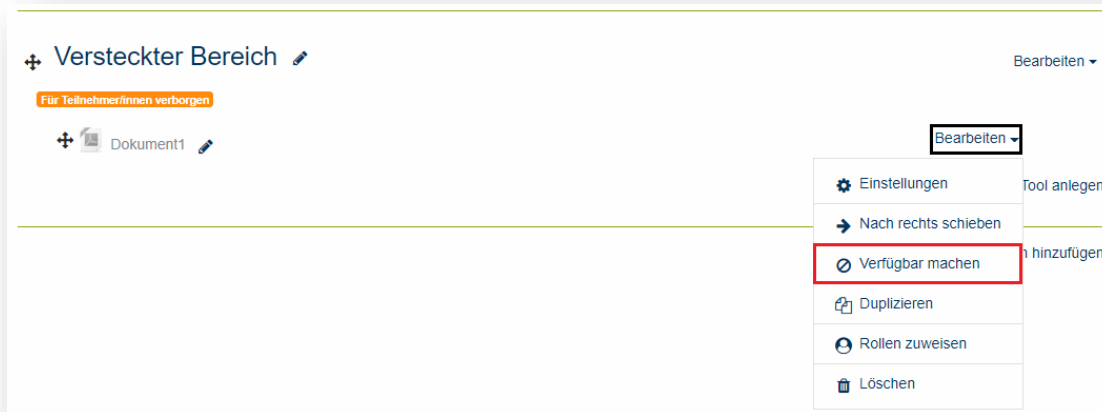 Versteckter Bereich
Bearbeiten
Für Teilnehmer/innen verborgen
Dokument1
Bearbeiten
Einstellungen
Tool anlegen
Nach rechts schieben
Verfügbar machen
hinzufügen
Duplizieren
Rollen zuweisen
Löschen